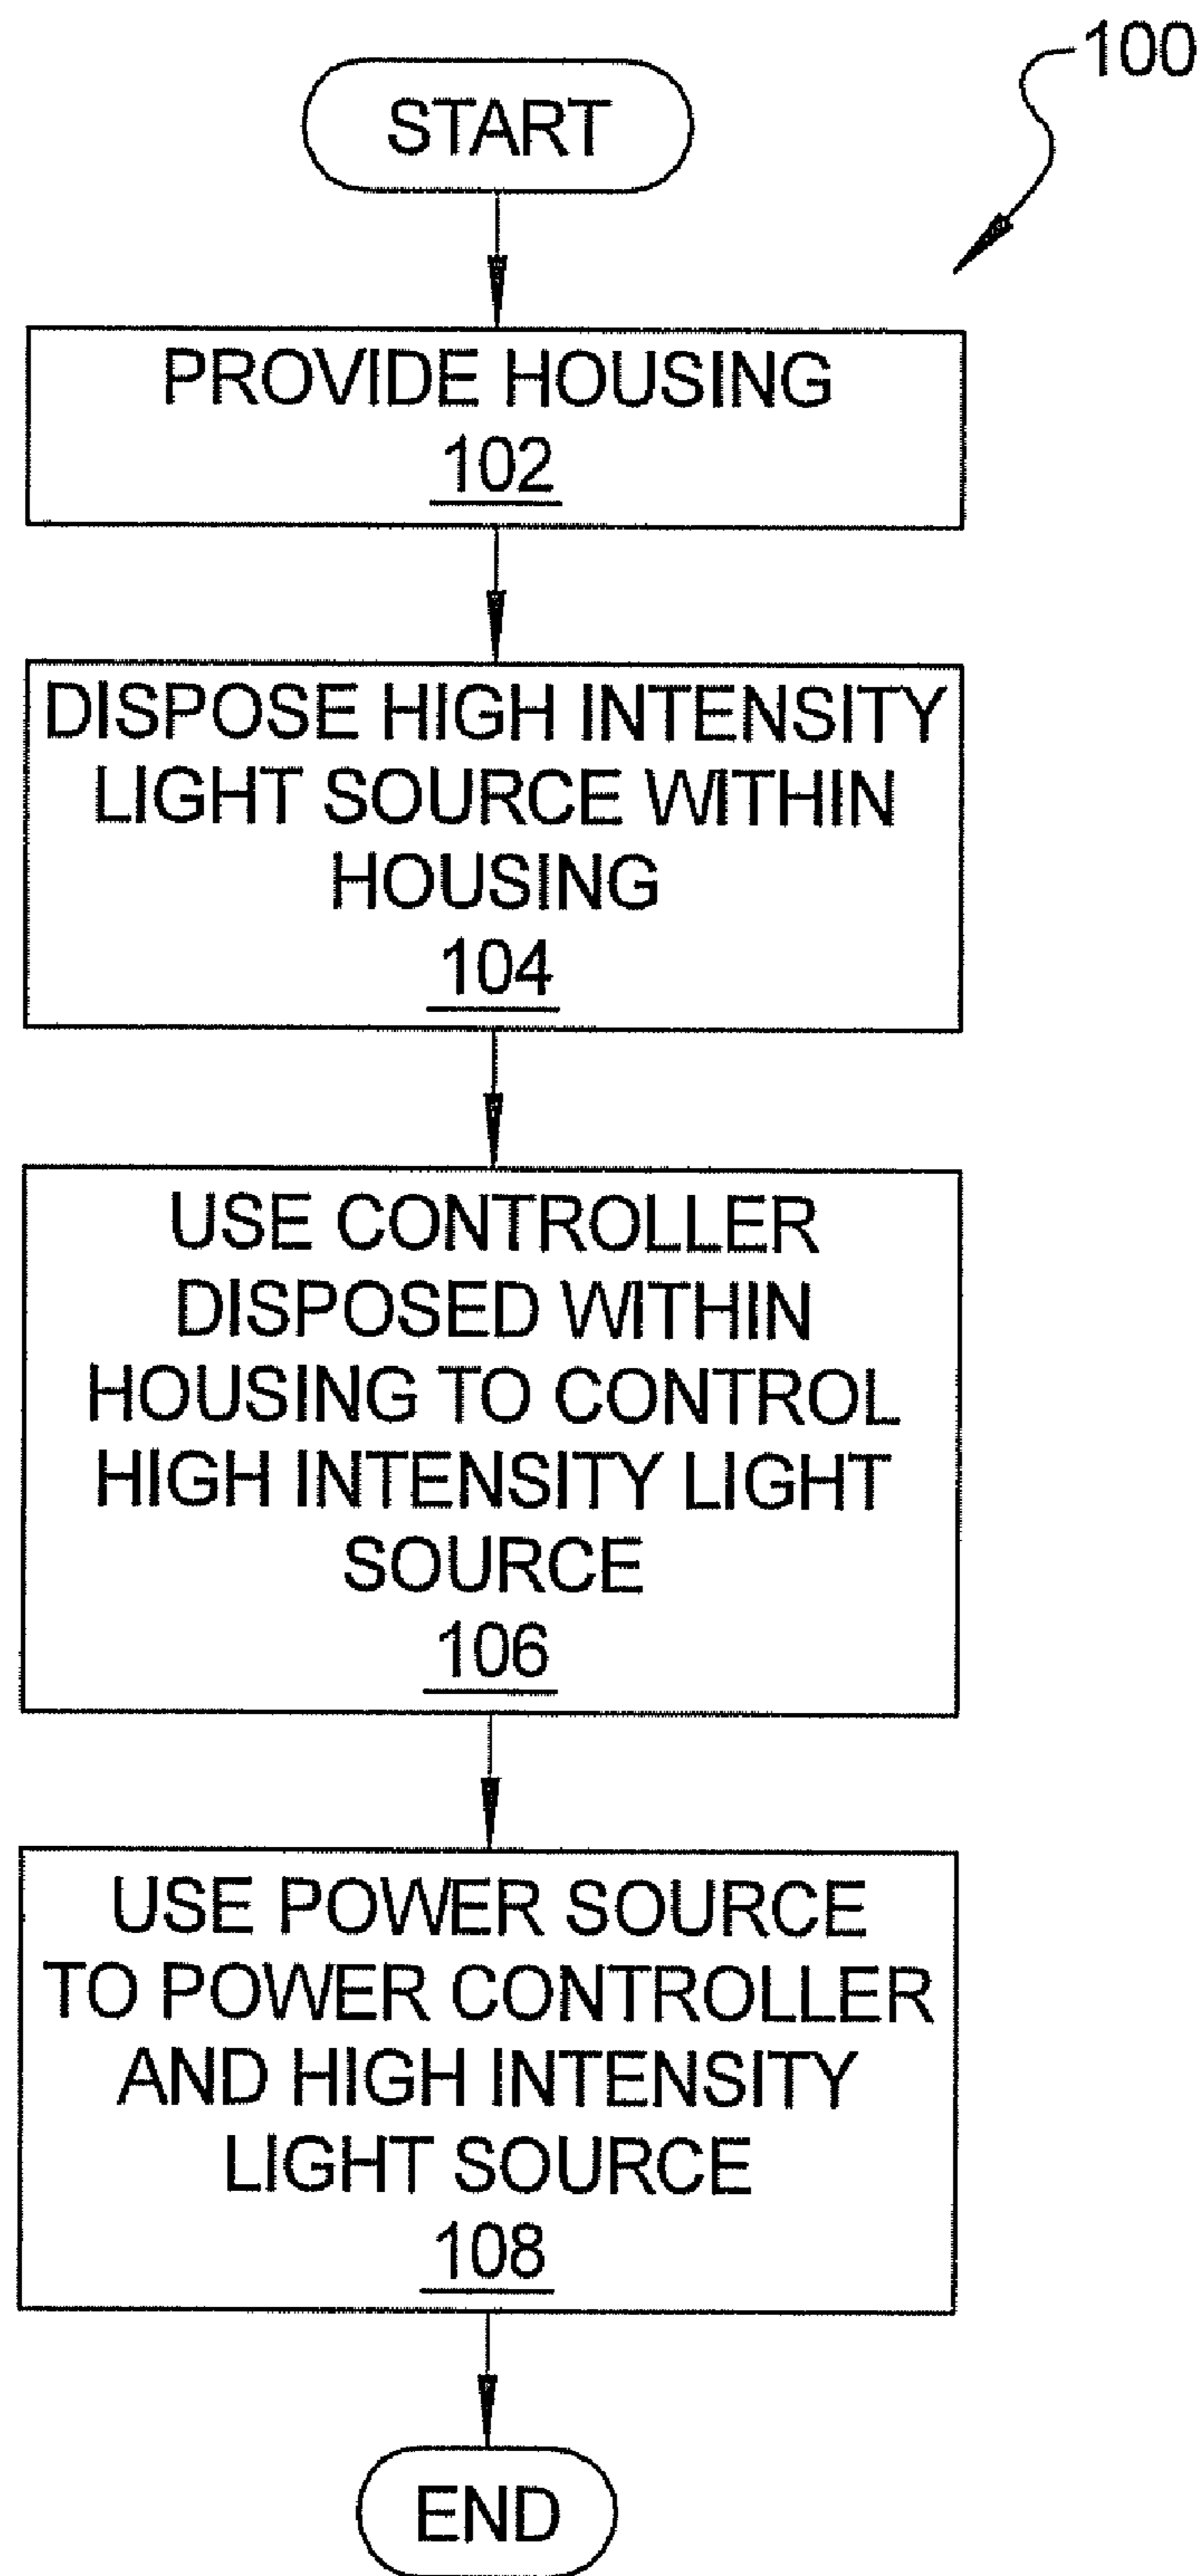 100
START
PROVIDE HOUSING
102
DISPOSE HIGH INTENSITY
LIGHT SOURCE WITHIN
HOUSING
104
USE CONTROLLER
DISPOSED WITHIN
HOUSING TO CONTROL
HIGH INTENSITY LIGHT
SOURCE
106
USE POWER SOURCE
TO POWER CONTROLLER
AND HIGH INTENSITY
LIGHT SOURCE
108
END